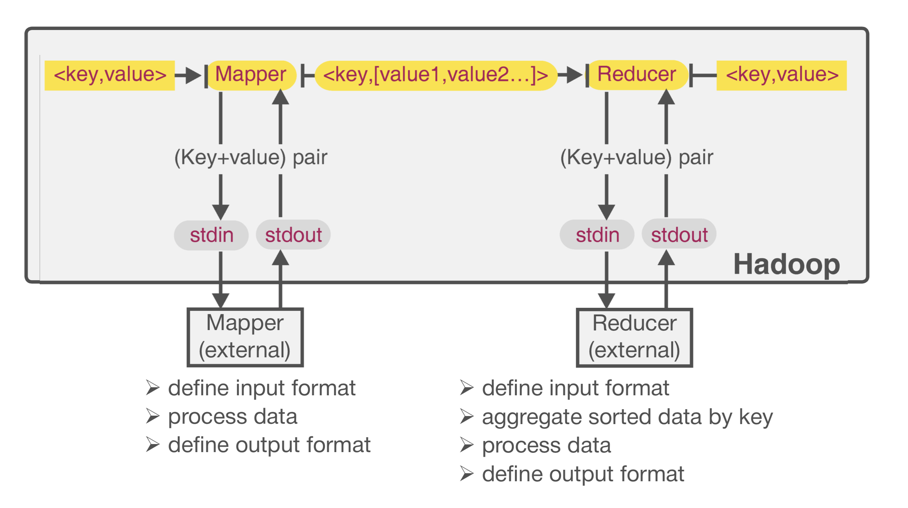 <key,value>
Mapper
<key,[value1,value2...]>
Reducer
<key,value>
(Key+value) pair
(Key+value) pair
stdin
stdout
stdin
stdout
Hadoop
Mapper
(external)
Reducer
(external)
➢ define input format
➢ process data
➢ define output format
➢ define input format
➢ aggregate sorted data by key
➢ process data
➢ define output format